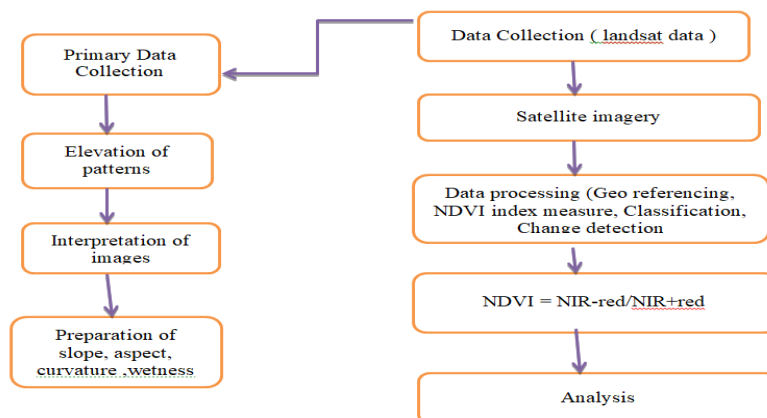 Data Collection ( landsat data )
Primary Data
Collection
Satellite imagery
Elevation of
patterns
Data processing (Geo referencing,
NDVI index measure, Classification,
Change detection
Interpretation of
images
NDVI = NIR-red/NIR+red
Preparation of
slope, aspect,
curvature ,wetness
Analysis